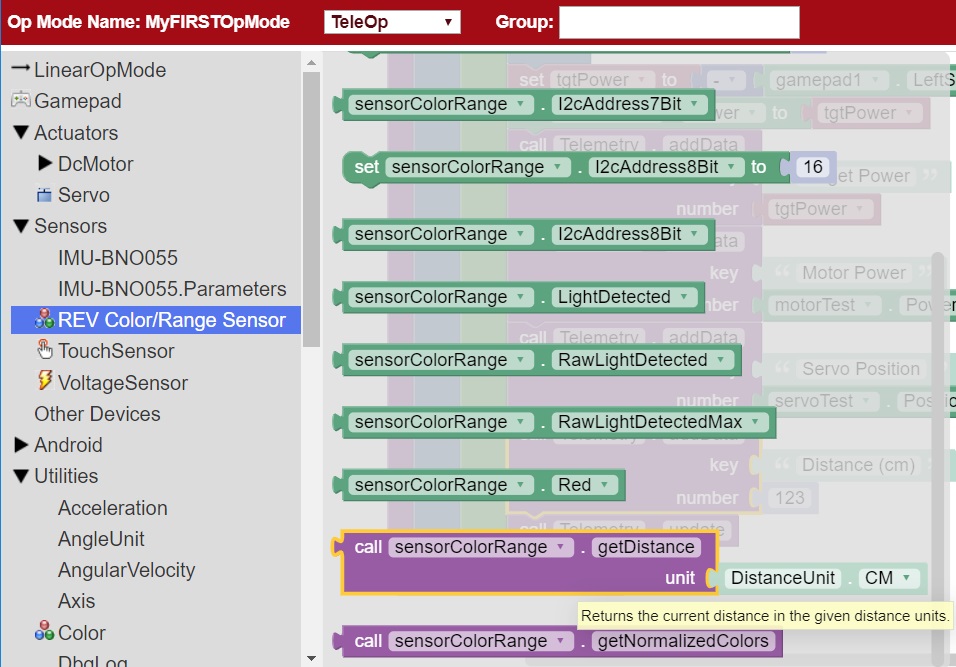 Op Mode Name: MyFIRSTOpMode TeleOp Group:
LinearOpMode
Gamepad
Actuators
DcMotor
Servo
Sensors
IMU-BNO055
IMU-BNO055.Parameters
REV Color/Range Sensor
TouchSensor
VoltageSensor
Other Devices
Android
Utilities
Acceleration
AngleUnit
AngularVelocity
Axis
Color
DbgLog
set tgtPower to - gamepad1 . LeftS
sensorColorRange . I2cAddress7Bit
to tgtPower
call Telemetry . addData
set sensorColorRange . I2cAddress8Bit to 16
et Power
number tgtPower
sensorColorRange . I2cAddress8Bit
key Motor Power
sensorColorRange . LightDetected
motorTest . Powe
call Telemetry . addData
sensorColorRange . RawLightDetected
Servo Position
number servoTest . Positio
sensorColorRange . RawLightDetectedMax
key Distance (cm)
sensorColorRange . Red
number 123
call Telemetry . update
call sensorColorRange . getDistance
unit DistanceUnit . CM
Returns the current distance in the given distance units.
call sensorColorRange . getNormalizedColors